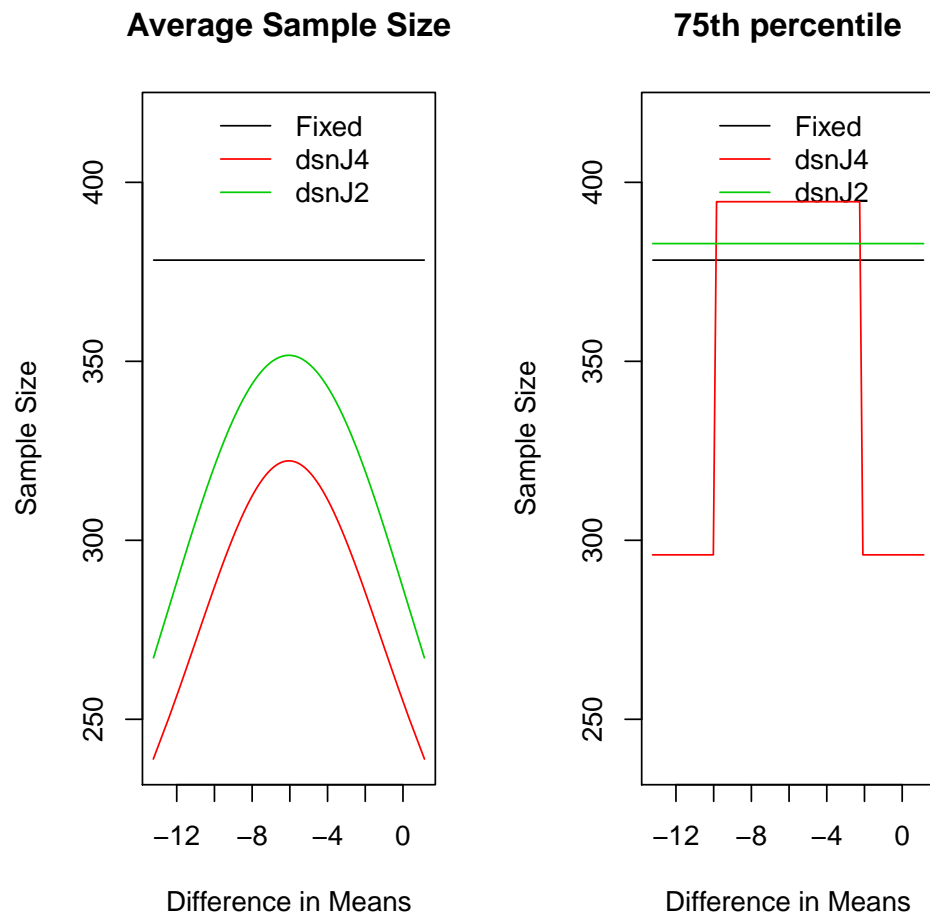 Average Sample Size
Fixed
dsnJ4
dsnJ2
400
350
300
250
Sample Size
−12
−8
−4
0
Difference in Means
75th percentile
Fixed
dsnJ4
dsnJ2
400
350
300
250
Sample Size
−12
−8
−4
0
Difference in Means